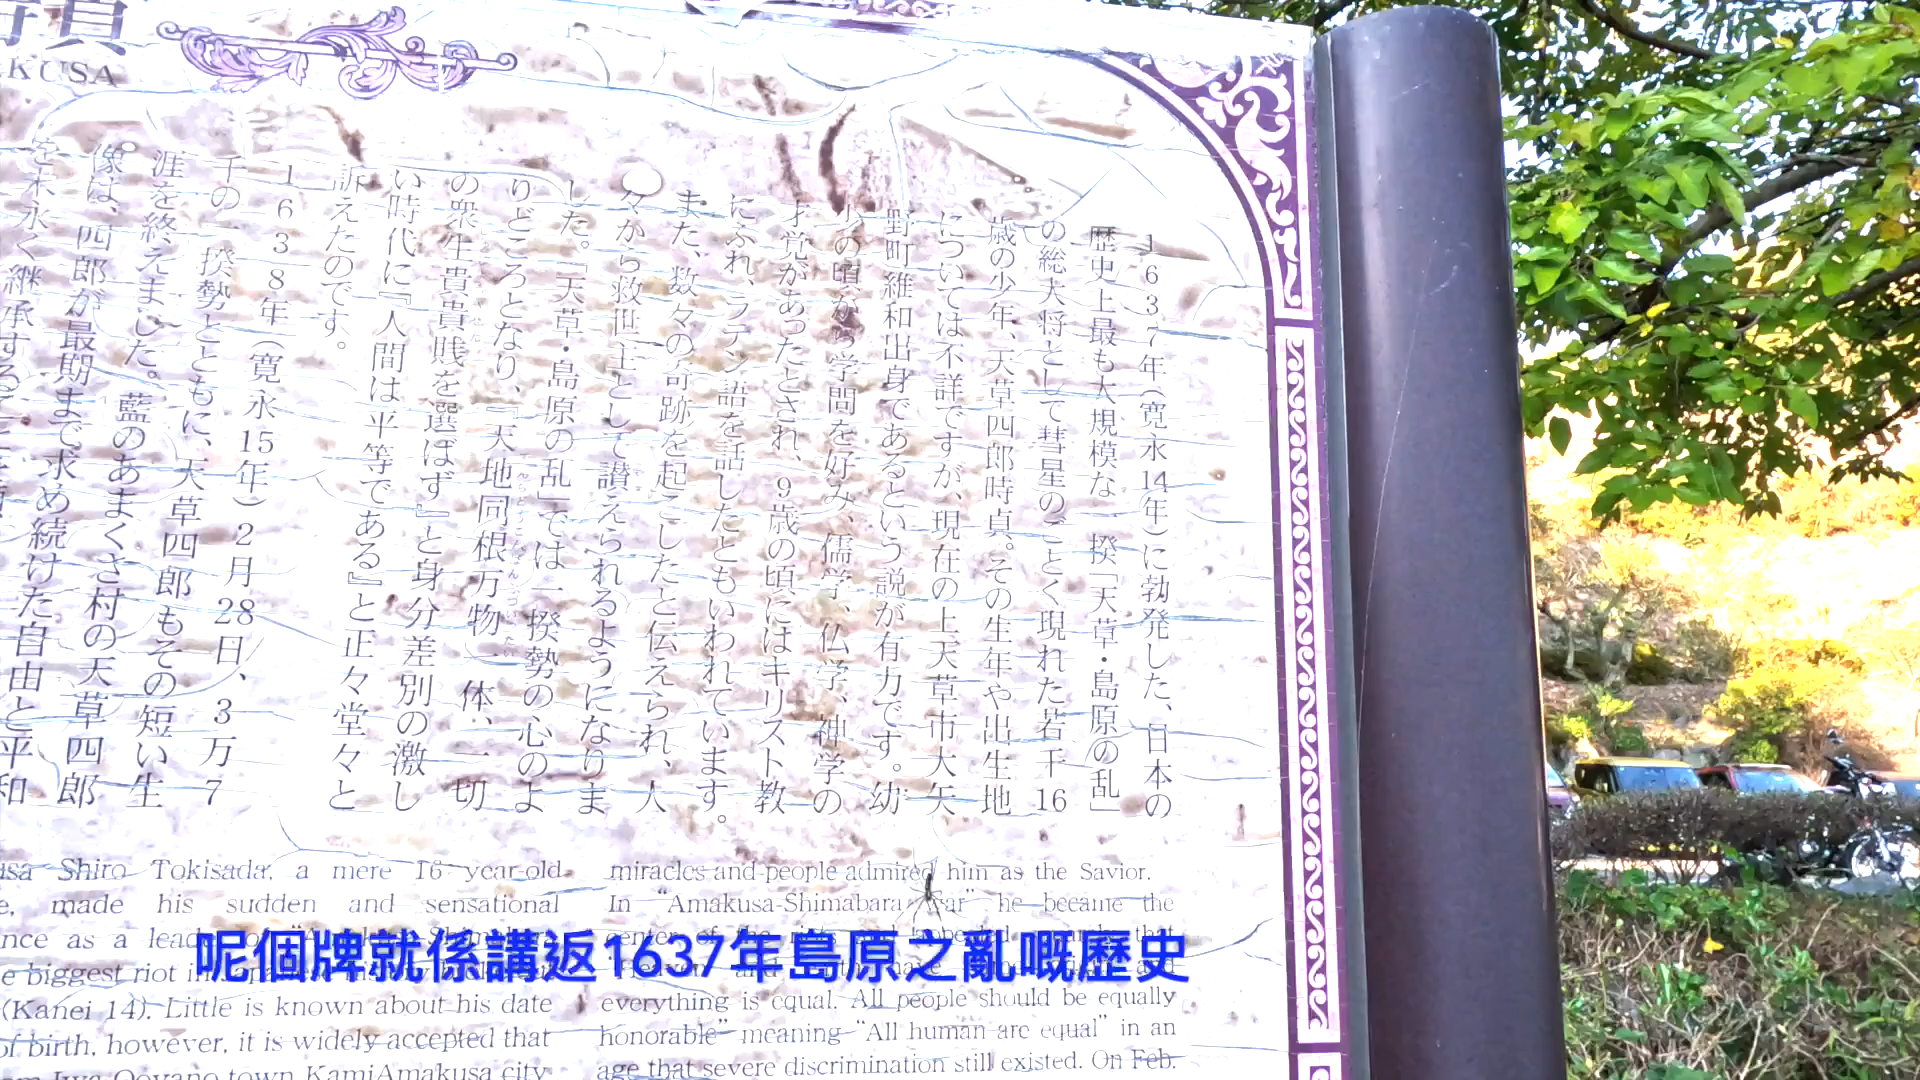 貞
KUSA
1637年(寛永14年)に勃発した、日本の
歴史上最も大規模な一揆「天草・島原の乱」
の総大将として彗星のごとく現れた若干16
歳の少年、天草四郎時貞。その生年や出生地
については不詳ですが、現在の上天草市大矢
野町維和出身であるという説が有力です。幼
少の頃から学問を好み、儒学、仏学、神学の
才覚があったとされ、9歳の頃にはキリスト教
にふれ、ラテン語を話したともいわれています。
また、数々の奇跡を起こしたと伝えられ、人
々から救世主として讃えられるようになりま
した。「天草・島原の乱」では一揆勢の心のよ
りどころとなり、『天地同根万物一体、一切
の衆生貴賤を選ばず』と身分差別の激し
い時代に『人間は平等である』と正々堂々と
訴えたのです。
1638年(寛永15年)2月28日、3万7
千の一揆勢とともに、天草四郎もその短い生
涯を終えました。藍のあまくさ村の天草四郎
像は、四郎が最期まで求め続けた自由と平和
を末永く継承する
sa Shiro Tokisada, a mere 16 year-old
e, made his sudden and sensational
nce as a lead
e biggest riot i
(Kanei 14). Little is known about his date
of birth, however, it is widely accepted that
Iwa Ooyano town KamiAmakusa city,
miracles and people admired him as the Savior.
In "Amakusa-Shimabara War" he became the
center of the
everything is equal. All people should be equally
honorable" meaning "All human are equal" in an
age that severe discrimination still existed. On Feb.
呢個牌就係講返1637年島原之亂嘅歷史